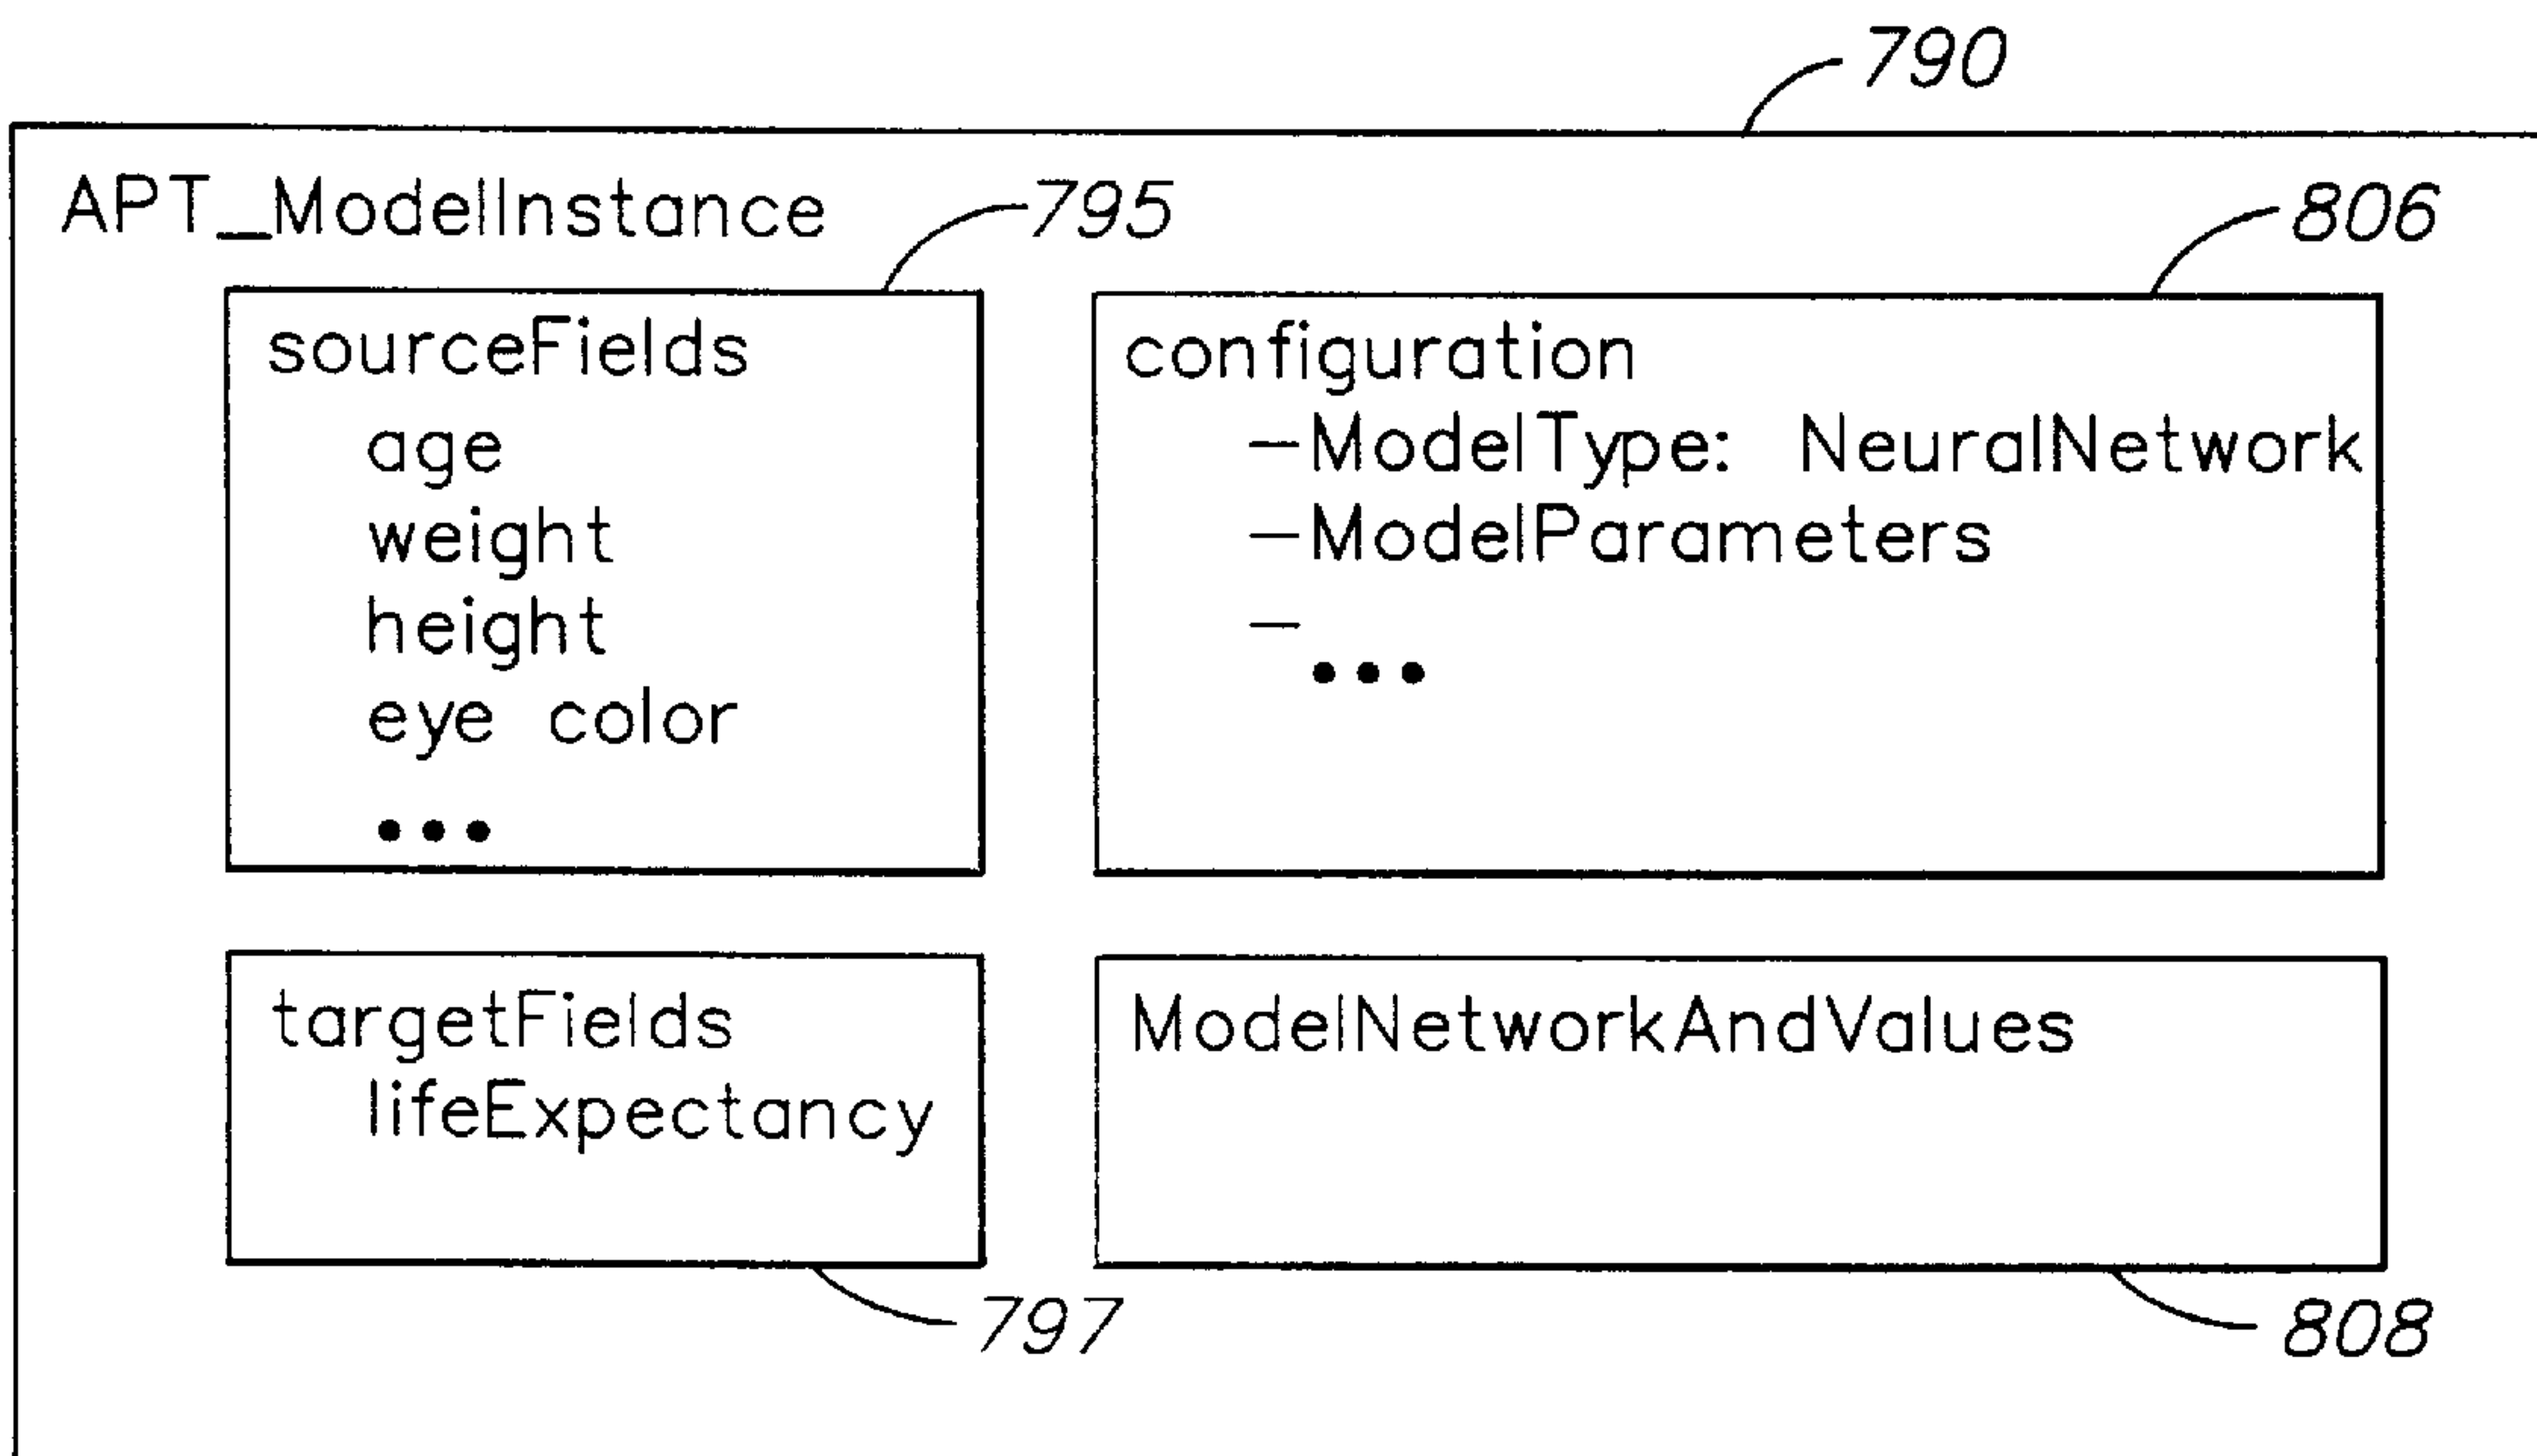 790
APT_ModelInstance
795
806
sourceFields
age
weight
height
eye color
...
configuration
-ModelType: NeuralNetwork
-ModelParameters
-
...
targetFields
lifeExpectancy
ModelNetworkAndValues
797
808